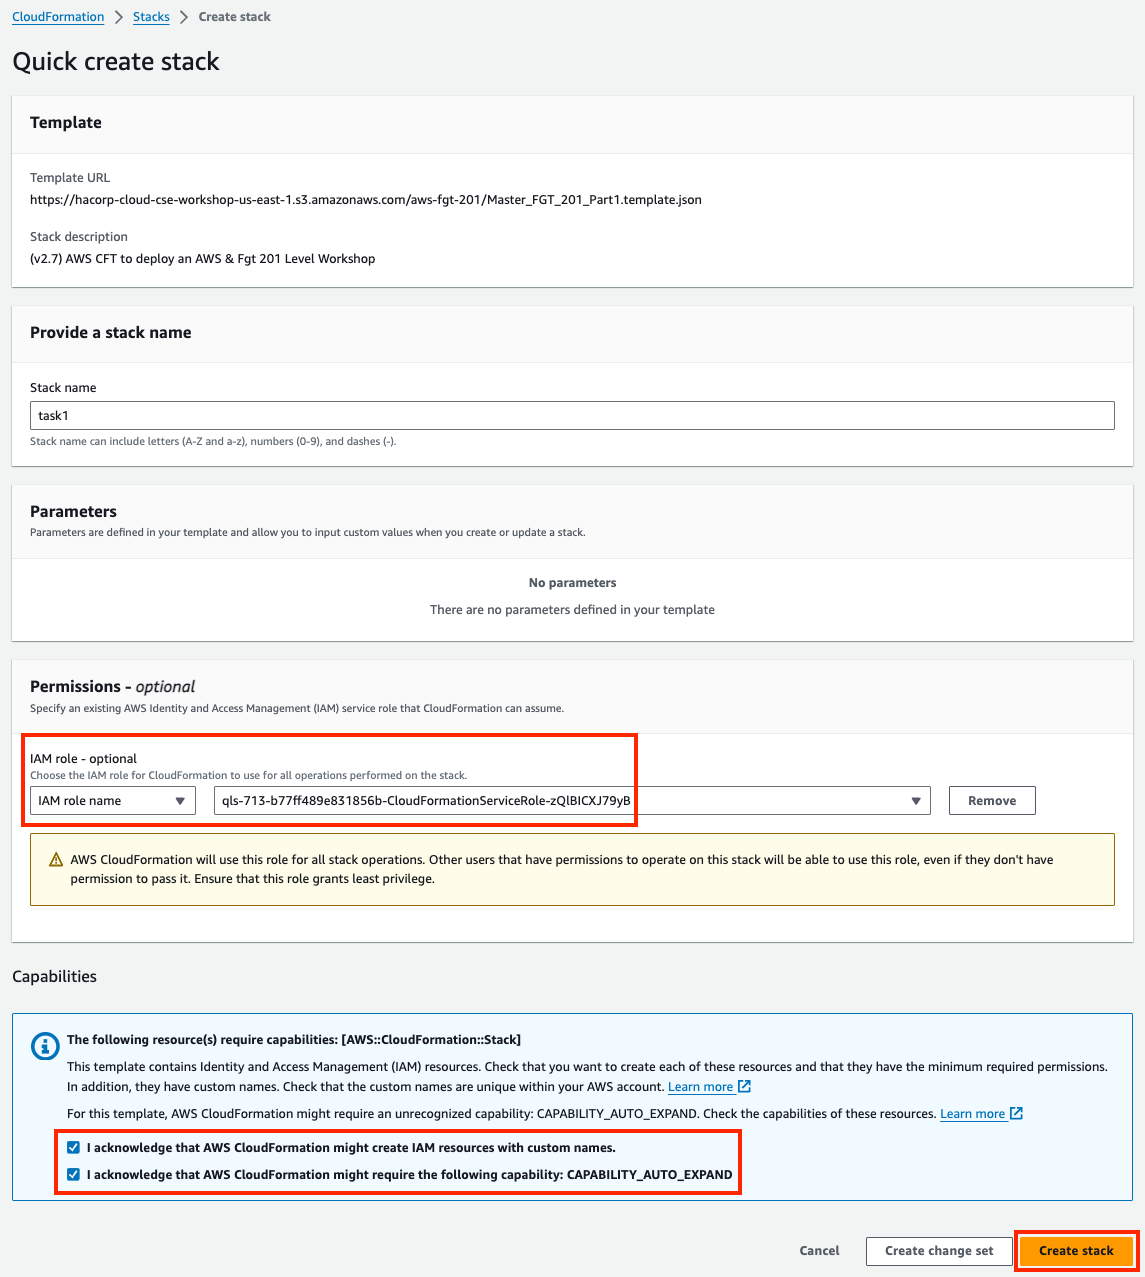 CloudFormation > Stacks > Create stack
Quick create stack
Template
Template URL
https://hacorp-cloud-cse-workshop-us-east-1.s3.amazonaws.com/aws-fgt-201/Master_FGT_201_Part1.template.json
Stack description
(v2.7) AWS CFT to deploy an AWS & Fgt 201 Level Workshop
Provide a stack name
Stack name
task1
Stack name can include letters (A-Z and a-z), numbers (0-9), and dashes (-).
Parameters
Parameters are defined in your template and allow you to input custom values when you create or update a stack.
No parameters
There are no parameters defined in your template
Permissions - optional
Specify an existing AWS Identity and Access Management (IAM) service role that CloudFormation can assume.
IAM role - optional
Choose the IAM role for CloudFormation to use for all operations performed on the stack.
IAM role name qls-713-b77ff489e831856b-CloudFormationServiceRole-zQlBICXJ79yB Remove
AWS CloudFormation will use this role for all stack operations. Other users that have permissions to operate on this stack will be able to use this role, even if they don't have
permission to pass it. Ensure that this role grants least privilege.
Capabilities
The following resource(s) require capabilities: [AWS::CloudFormation::Stack]
This template contains Identity and Access Management (IAM) resources. Check that you want to create each of these resources and that they have the minimum required permissions.
In addition, they have custom names. Check that the custom names are unique within your AWS account. Learn more
For this template, AWS CloudFormation might require an unrecognized capability: CAPABILITY_AUTO_EXPAND. Check the capabilities of these resources. Learn more
I acknowledge that AWS CloudFormation might create IAM resources with custom names.
I acknowledge that AWS CloudFormation might require the following capability: CAPABILITY_AUTO_EXPAND
Cancel Create change set Create stack